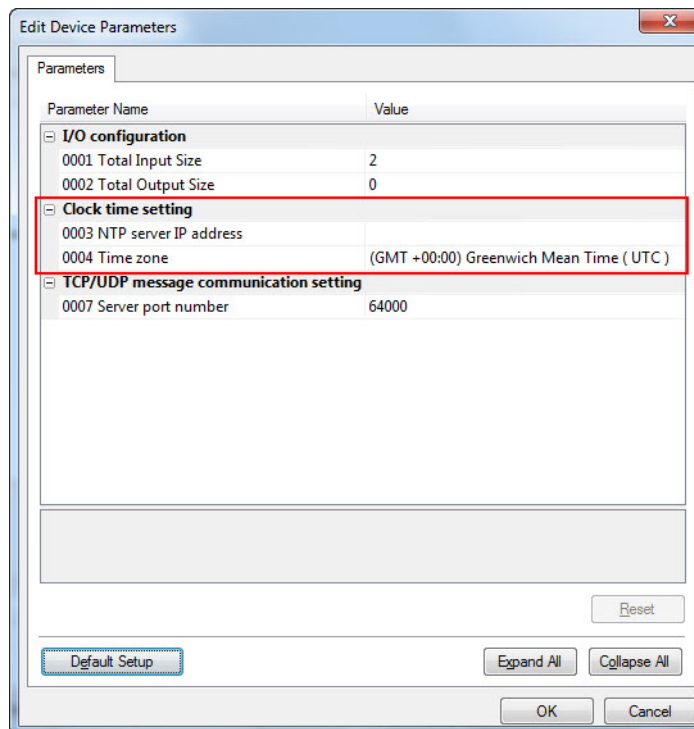 Edit Device Parameters
Parameters
Parameter Name Value
I/O configuration
0001 Total Input Size 2
0002 Total Output Size 0
Clock time setting
0003 NTP server IP address
0004 Time zone (GMT +00:00) Greenwich Mean Time ( UTC )
TCP/UDP message communication setting
0007 Server port number 64000
Reset
Default Setup Expand All Collapse All
OK Cancel